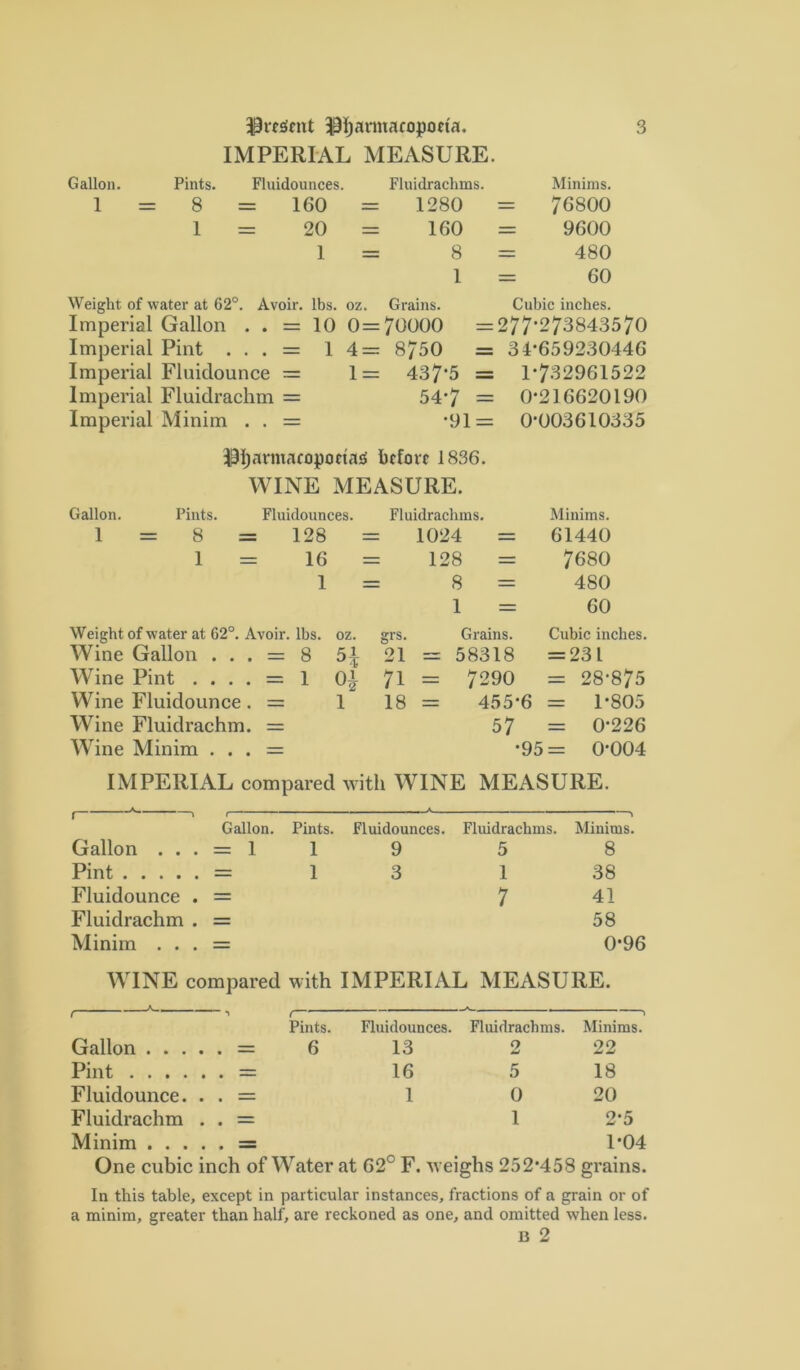 Present Pharmacopoeia. 3
IMPERIAL MEASURE.
Gallon. Pints. Fluidounces. Fluidrachms. Minims.
1 = 8 = 160 = 1280 = 76800
1 = 20 = 160 = 9600
1 = 8 = 480
1 = 60
Weight of water at 62°. Avoir. lbs. oz. Grains. Cubic inches.
Imperial Gallon . . = 10 0 = 70000 = 277·273843570
Imperial Pint . . . = 1 4 = 8750 = 34·659230446
Imperial Fluidounce = 1 = 437·5 = 1·732961522
Imperial Fluidrachm = 54·7 = 0·216620190
Imperial Minim . . = ·91 = 0·003610335
Pharmacopoeias before 1836.
WINE MEASURE.
Gallon. Pints. Fluidounces. Fluidrachms. Minims.
1 = 8 = 128 = 1024 = 61440
1 = 16 = 128 = 7680
1 = 8 = 480
1 = 60
Weight of water at 62°. Avoir. lbs. oz. grs. Grains. Cubic inches.
Wine Gallon . . . = 8 5¼ 21 = 58318 = 231
Wine Pint . . . . = 1 0½ 71 = 7290 = 28·875
Wine Fluidounce . = 1 18 = 455·6 = 1·805
Wine Fluidrachm. = 57 = 0·226
Wine Minim . . . = ·95 = 0·004
IMPERIAL compared with WINE MEASURE.
Gallon. Pints. Fluidounces. Fluidrachms. Minims.
Gallon . . . = 1 1 9 5 8
Pint . . . . . = 1 3 1 38
Fluidounce . = 7 41
Fluidrachm . = 58
Minim . . . = 0·96
WINE compared with IMPERIAL MEASURE.
Pints. Fluidounces. Fluidrachms. Minims.
Gallon . . . . . = 6 13 2 22
Pint . . . . . . = 16 5 18
Fluidounce. . . = 1 0 20
Fluidrachm . . = 1 2·5
Minim . . . . . = 1·04
One cubic inch of Water at 62° F. weighs 252·458 grains.
In this table, except in particular instances, fractions of a grain or of
a minim, greater than half, are reckoned as one, and omitted when less.
B 2